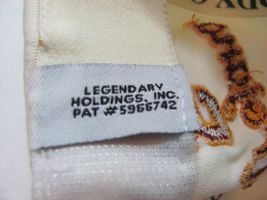 LEGENDARY
HOLDINGS, INC.
PAT #5966742